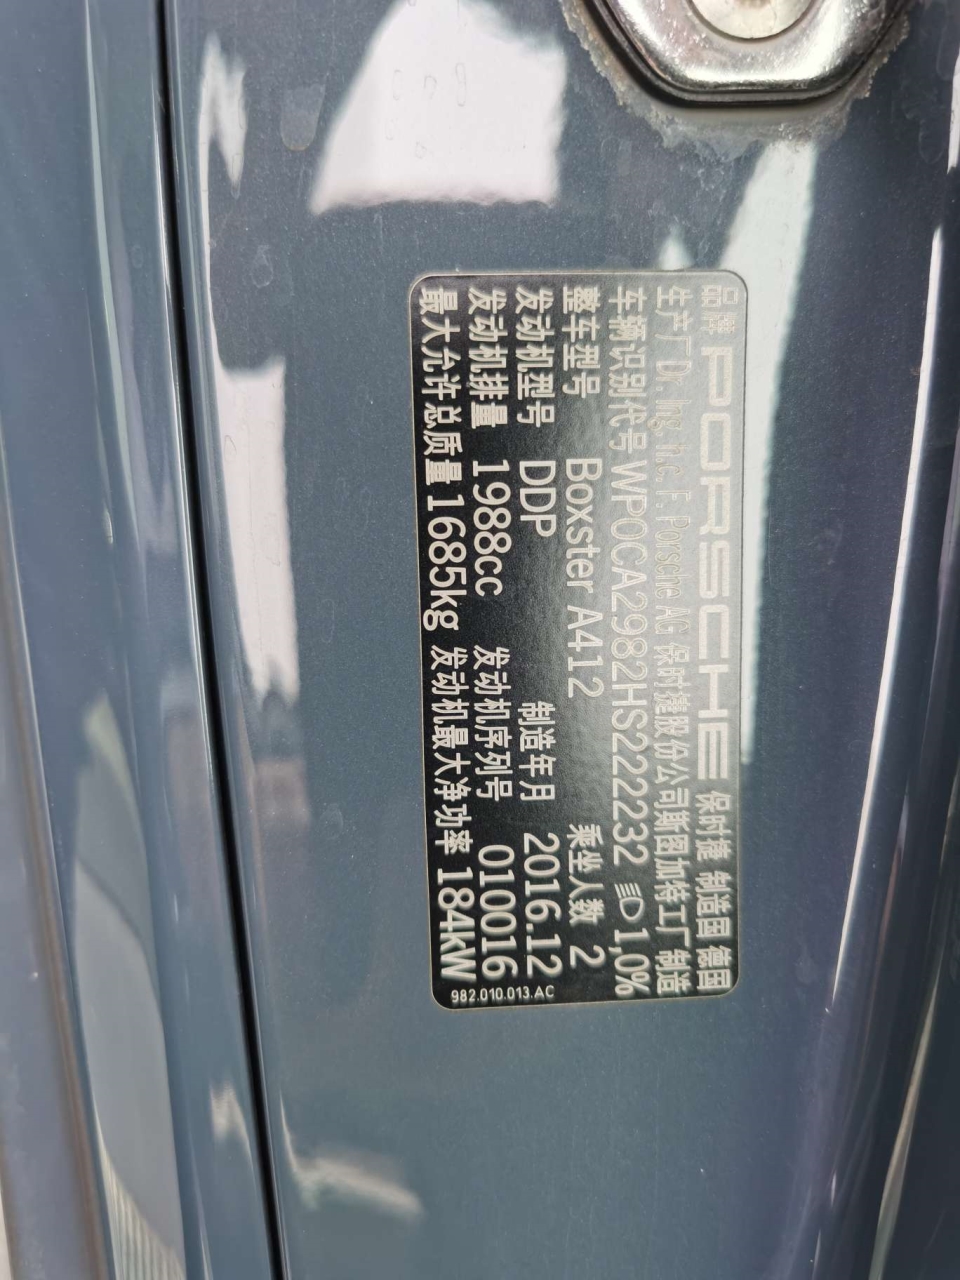 品牌 PORSCHE 保时捷 制造国 德国
生产厂 Dr. Ing. h.c. F. Porsche AG 保时捷股份公司斯图加特工厂制造
车辆识别代号 WP0CA2982HS222232 1,0%
整车型号 Boxster A412 乘坐人数 2
发动机型号 DDP 制造年月 2016.12
发动机排量 1988cc 发动机序列号 010016
最大允许总质量 1685kg 发动机最大净功率 184kW
982.010.013.AC